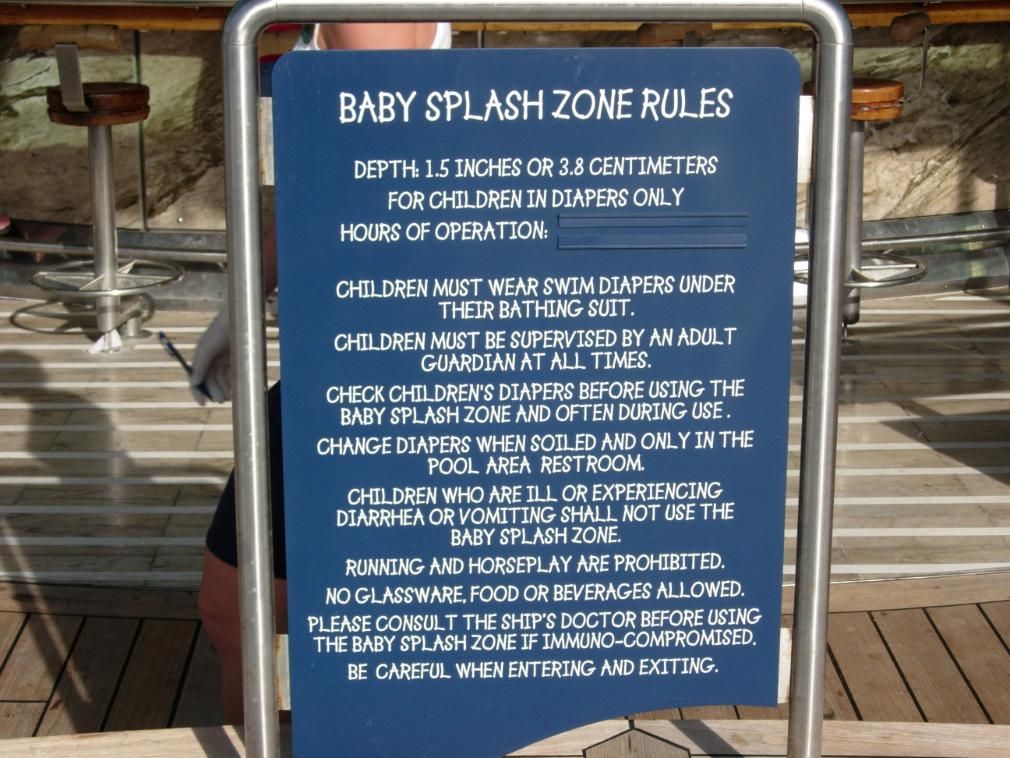 BABY SPLASH ZONE RULES
DEPTH: 1.5 INCHES OR 3.8 CENTIMETERS
FOR CHILDREN IN DIAPERS ONLY
HOURS OF OPERATION:
CHILDREN MUST WEAR SWIM DIAPERS UNDER
THEIR BATHING SUIT.
CHILDREN MUST BE SUPERVISED BY AN ADULT
GUARDIAN AT ALL TIMES.
CHECK CHILDREN'S DIAPERS BEFORE USING THE
BABY SPLASH ZONE AND OFTEN DURING USE.
CHANGE DIAPERS WHEN SOILED AND ONLY IN THE
POOL AREA RESTROOM.
CHILDREN WHO ARE ILL OR EXPERIENCING
DIARRHEA OR VOMITING SHALL NOT USE THE
BABY SPLASH ZONE.
RUNNING AND HORSEPLAY ARE PROHIBITED.
NO GLASSWARE, FOOD OR BEVERAGES ALLOWED.
PLEASE CONSULT THE SHIP'S DOCTOR BEFORE USING
THE BABY SPLASH ZONE IF IMMUNO-COMPROMISED.
BE CAREFUL WHEN ENTERING AND EXITING.